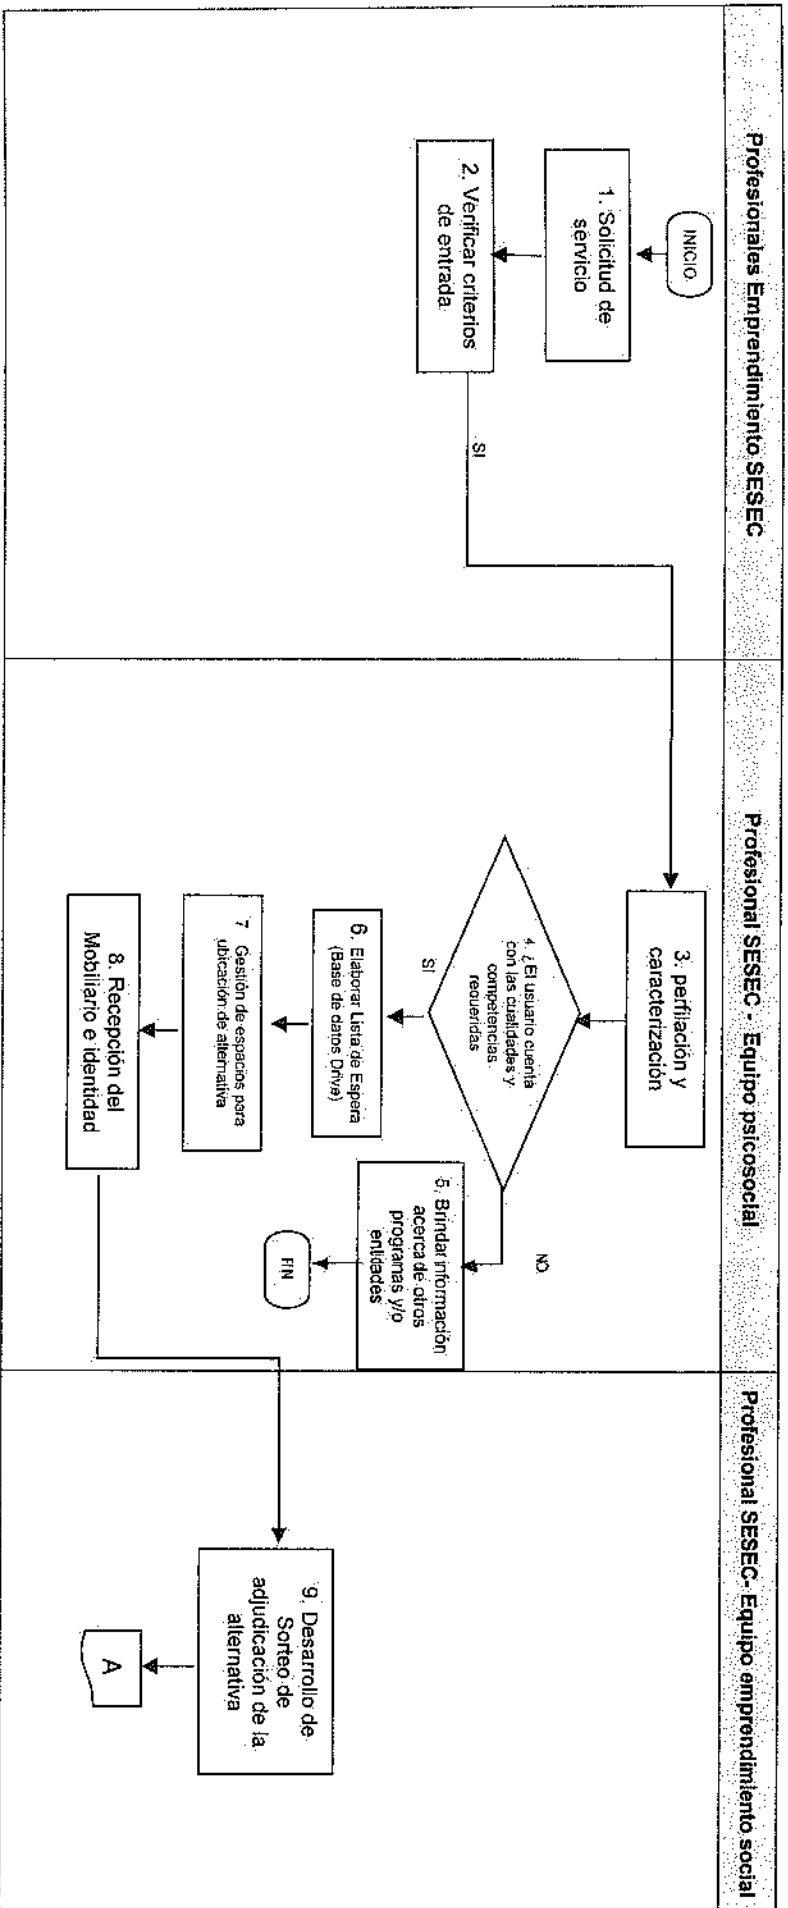 Profesionales Emprendimiento SESEC
Profesional SESEC - Equipo psicosocial
Profesional SESEC- Equipo emprendimiento social
INICIO
1. Solicitud de
servicio
2. Verificar criterios
de entrada
SI
3. perfilación y
caracterización
4. ¿ El usuario cuenta
con las cualidades y
competencias
requeridas
NO
SI
5. Brindar información
acerca de otros
programas y/o
entidades
FIN
6. Elaborar Lista de Espera
(Base de datos Drive)
7 Gestión de espacios para
ubicación de alternativa
8. Recepción del
Mobiliario e identidad
9. Desarrollo de
Sorteo de
adjudicación de la
alternativa
A